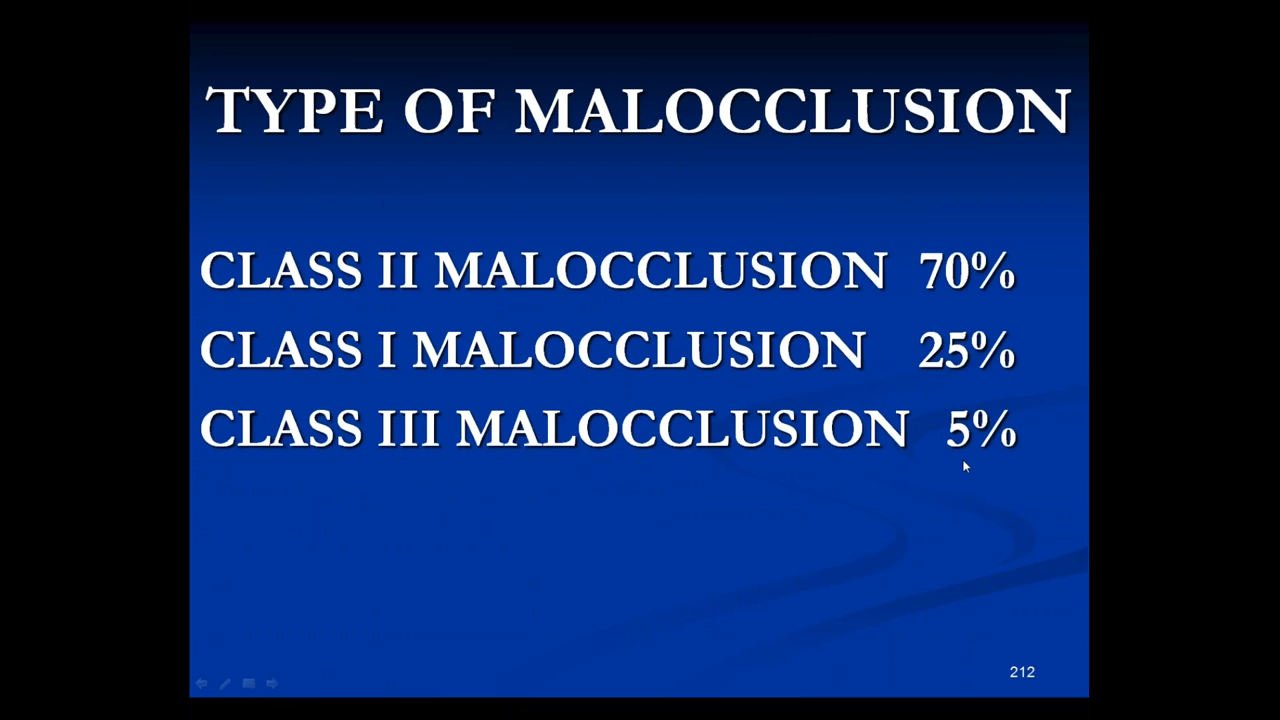 TYPE OF MALOCCLUSION
CLASS II MALOCCLUSION 70%
CLASS I MALOCCLUSION 25%
CLASS III MALOCCLUSION 5%
212